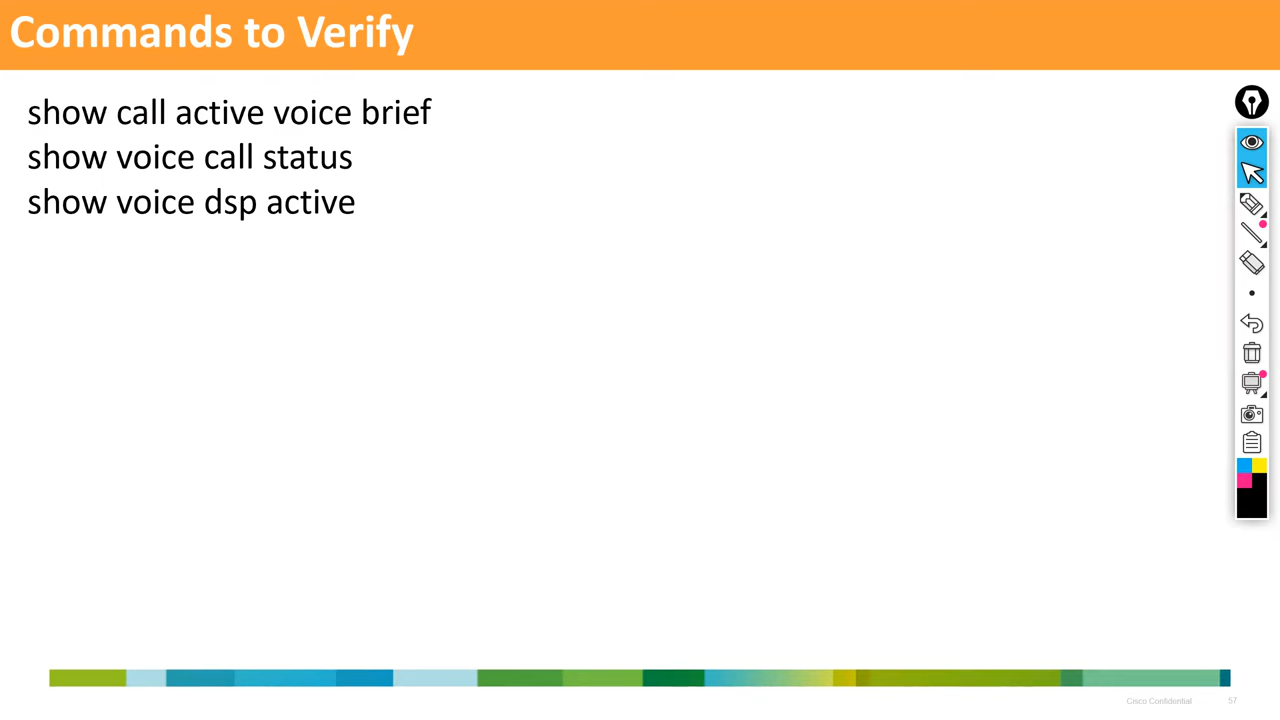 Commands to Verify
show call active voice brief
show voice call status
show voice dsp active
Cisco Confidential 57